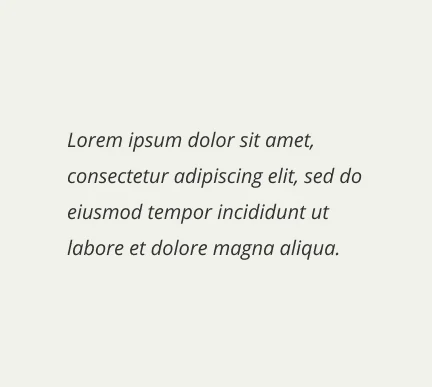 Lorem ipsum dolor sit amet,
consectetur adipiscing elit, sed do
eiusmod tempor incididunt ut
labore et dolore magna aliqua.